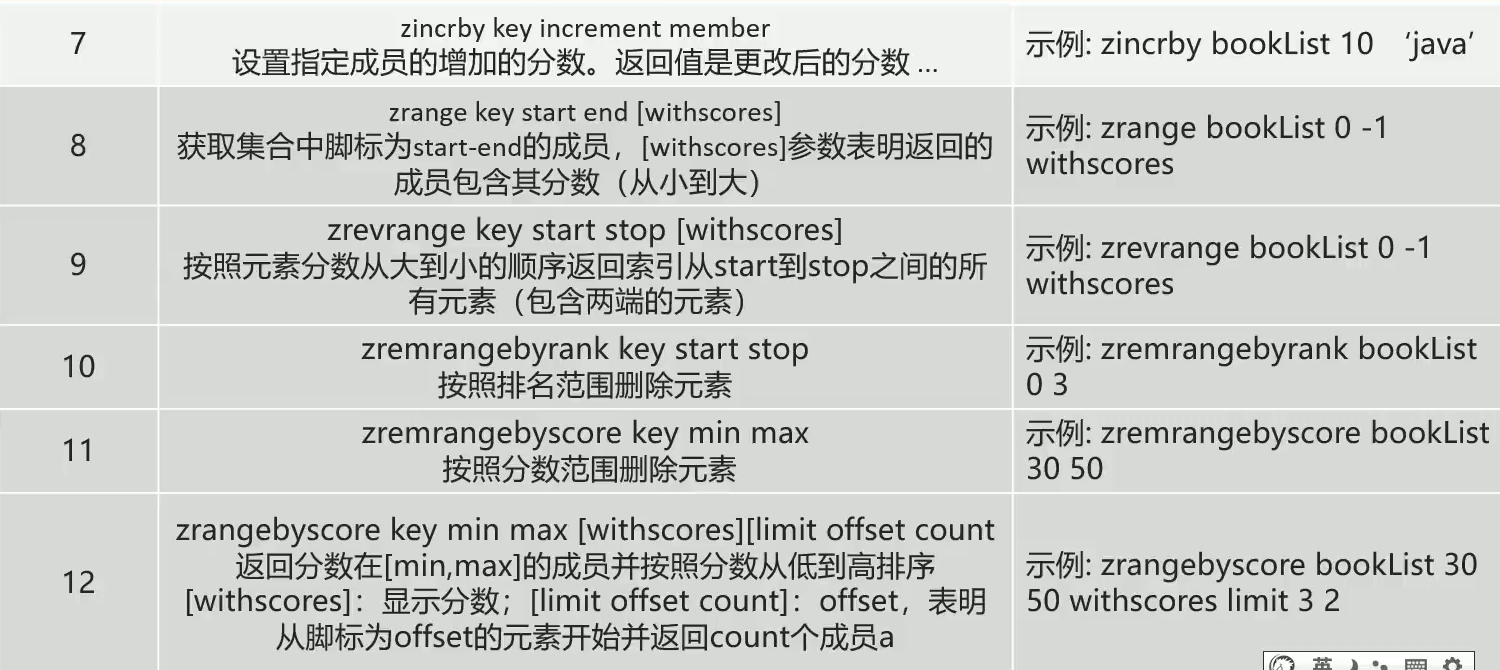 7
zincrby key increment member
设置指定成员的增加的分数。返回值是更改后的分数 ...
示例: zincrby bookList 10 ‘java’
8
zrange key start end [withscores]
获取集合中脚标为start-end的成员，[withscores]参数表明返回的
成员包含其分数（从小到大）
示例: zrange bookList 0 -1
withscores
9
zrevrange key start stop [withscores]
按照元素分数从大到小的顺序返回索引从start到stop之间的所
有元素（包含两端的元素）
示例: zrevrange bookList 0 -1
withscores
10
zremrangebyrank key start stop
按照排名范围删除元素
示例: zremrangebyrank bookList
0 3
11
zremrangebyscore key min max
按照分数范围删除元素
示例: zremrangebyscore bookList
30 50
12
zrangebyscore key min max [withscores][limit offset count
返回分数在[min,max]的成员并按照分数从低到高排序
[withscores]：显示分数；[limit offset count]：offset，表明
从脚标为offset的元素开始并返回count个成员a
示例: zrangebyscore bookList 30
50 withscores limit 3 2
英